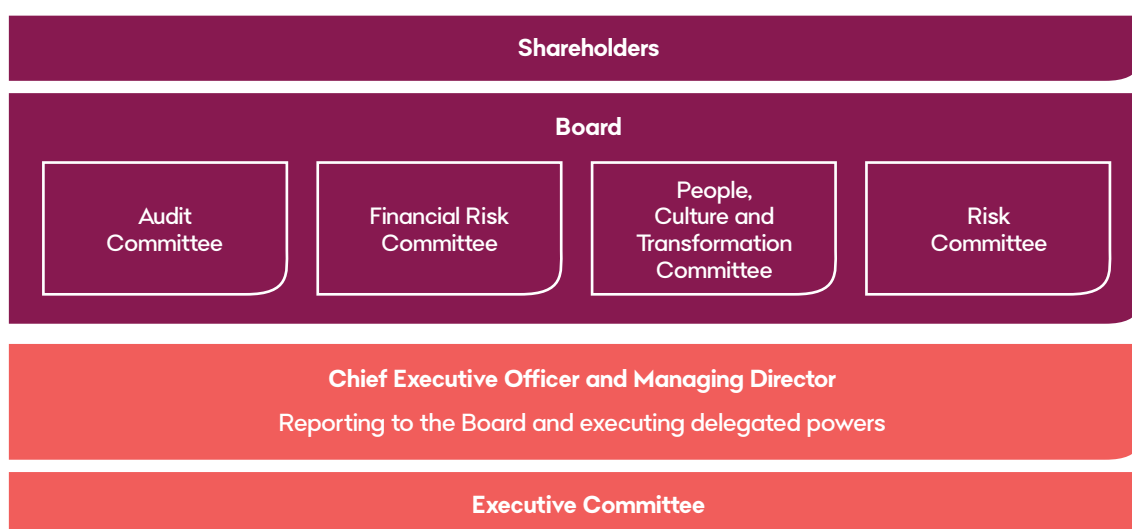 Shareholders
Board
Audit
Committee
Financial Risk
Committee
People,
Culture and
Transformation
Committee
Risk
Committee
Chief Executive Officer and Managing Director
Reporting to the Board and executing delegated powers
Executive Committee